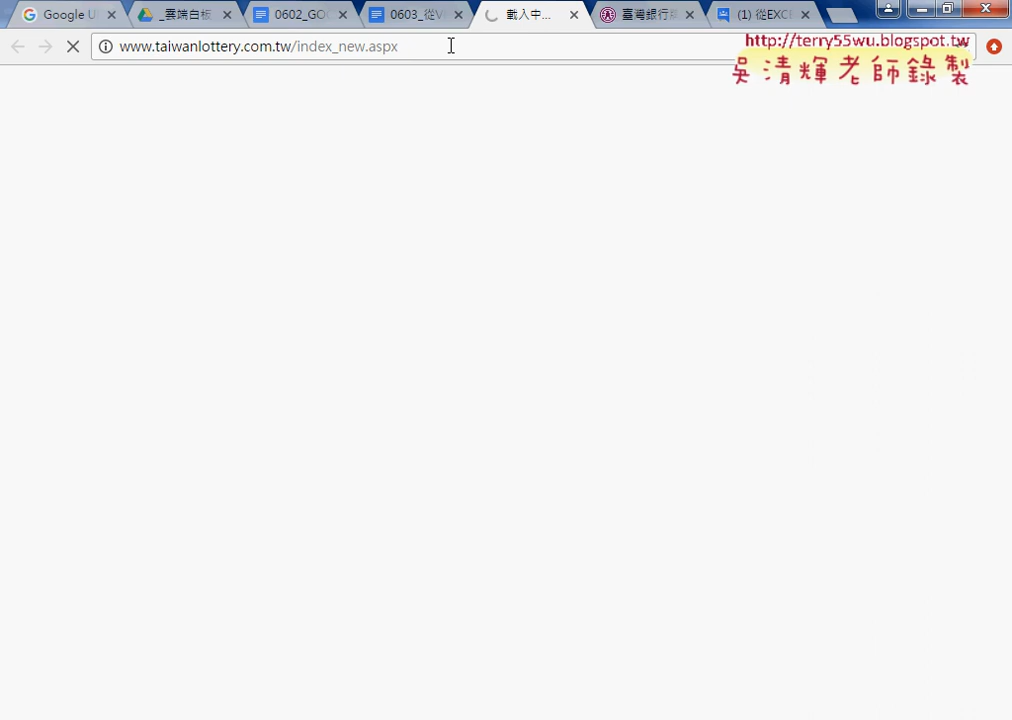 Google U
_雲端白板
0602_GO
0603_從V
載入中...
臺灣銀行
(1) 從EXC
www.taiwanlottery.com.tw/index_new.aspx
http://terry55wu.blogspot.tw
吳清輝老師錄製